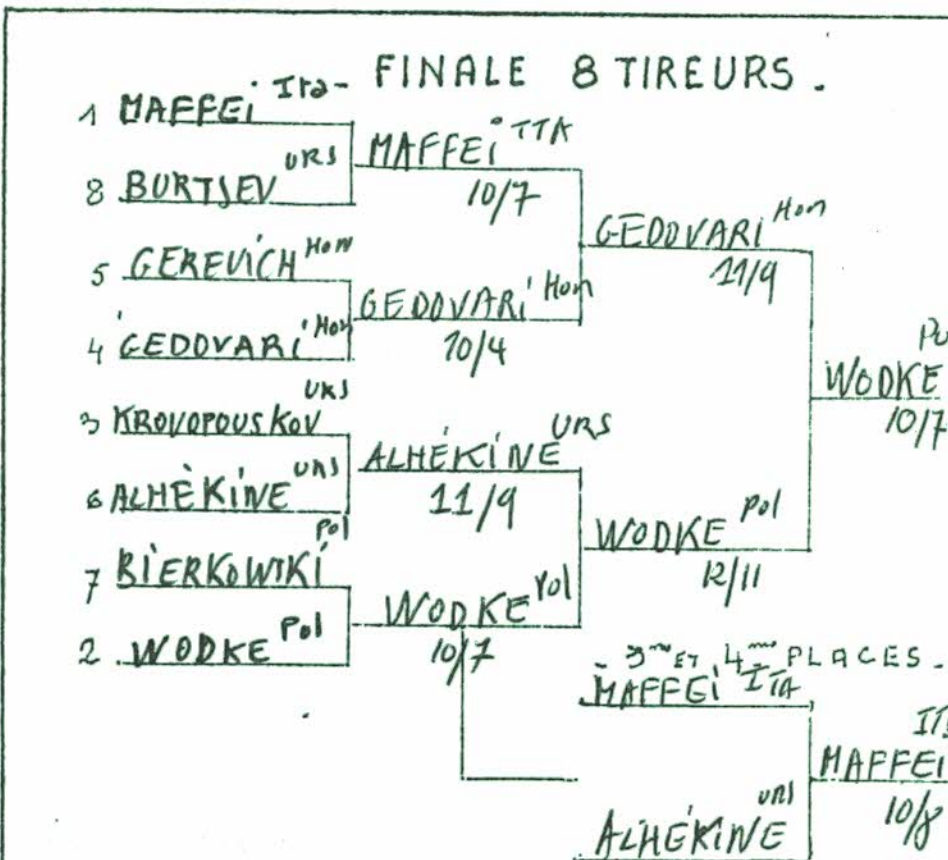 FINALE 8 TIREURS.
1 MAFFEI Ita-
8 BURTSEV URS
5 GEREVICH Hon
4 GEDOVARI Hon
3 KROVOPOUSKOV URS
6 ALHÈKINE URS
7 BIERKOWIKI Pol
2 WODKE Pol
MAFFEI ITA
10/7
GEDOVARI Hon
10/4
ALHÉKINE URS
11/9
WODKE Pol
10/7
GEDOVARI Hon
11/9
WODKE Pol
12/11
WODKE
10/7
3me ET 4me PLACES.
MAFFEI ITA
ALHÉKINE URS
MAFFEI
10/8